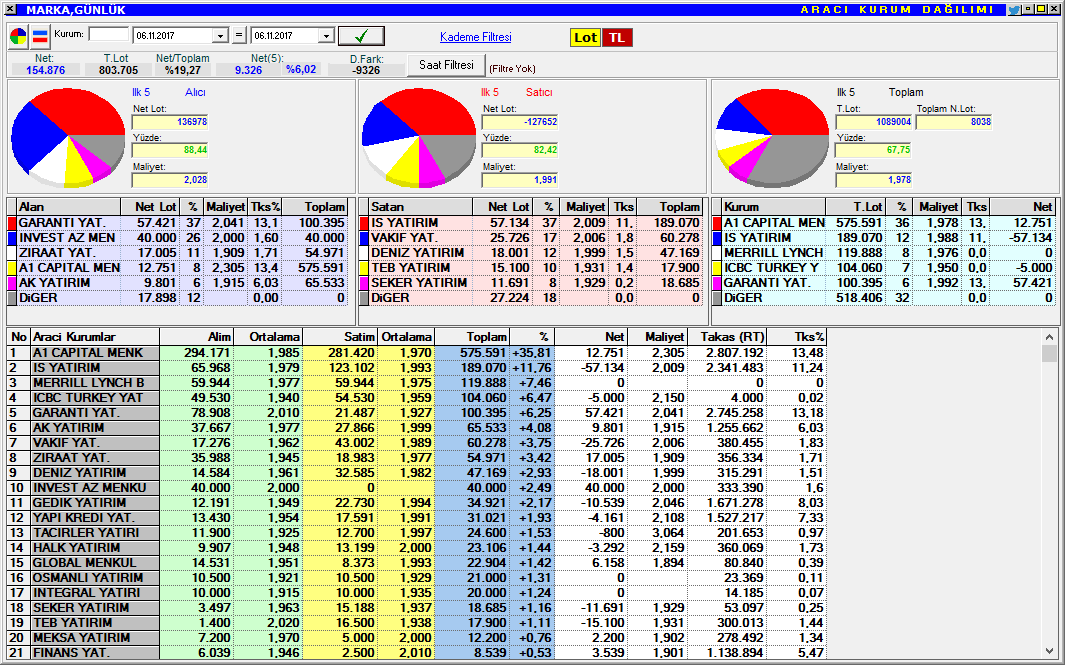 MARKA,GÜNLÜK ARACI KURUM DAĞILIMI
Kurum: 06.11.2017 = 06.11.2017 Kademe Filtresi Lot TL
Net: T.Lot Net/Toplam Net(5): D.Fark: Saat Filtresi (Filtre Yok)
154.876 803.705 %19,27 9.326 %6,02 -9326
Ilk 5 Alıcı
Net Lot:
136978
Yüzde:
88,44
Maliyet:
2,028
Ilk 5 Satıcı
Net Lot:
-127652
Yüzde:
82,42
Maliyet:
1,991
Ilk 5 Toplam
T.Lot: Toplam N.Lot:
1089004 8038
Yüzde:
67,75
Maliyet:
1,978
Alan Net Lot % Maliyet Tks% Toplam
GARANTI YAT. 57.421 37 2,041 13,1 100.395
INVEST AZ MEN 40.000 26 2,000 1,60 40.000
ZIRAAT YAT. 17.005 11 1,909 1,71 54.971
A1 CAPITAL MEN 12.751 8 2,305 13,4 575.591
AK YATIRIM 9.801 6 1,915 6,03 65.533
DiGER 17.898 12 0,00 0
Satan Net Lot % Maliyet Tks Toplam
IS YATIRIM 57.134 37 2,009 11, 189.070
VAKIF YAT. 25.726 17 2,006 1,8 60.278
DENIZ YATIRIM 18.001 12 1,999 1,5 47.169
TEB YATIRIM 15.100 10 1,931 1,4 17.900
SEKER YATIRIM 11.691 8 1,929 0,2 18.685
DiGER 27.224 18 0,0 0
Kurum T.Lot % Maliyet Tks Net
A1 CAPITAL MEN 575.591 36 1,978 13, 12.751
IS YATIRIM 189.070 12 1,988 11, -57.134
MERRILL LYNCH 119.888 8 1,976 0,0 0
ICBC TURKEY Y 104.060 7 1,950 0,0 -5.000
GARANTI YAT. 100.395 6 1,992 13, 57.421
DiGER 518.406 32 0,0 0
No Araci Kurumlar Alim Ortalama Satim Ortalama Toplam % Net Maliyet Takas (RT) Tks%
1 A1 CAPITAL MENK 294.171 1,985 281.420 1,970 575.591 +35,81 12.751 2,305 2.807.192 13,48
2 IS YATIRIM 65.968 1,979 123.102 1,993 189.070 +11,76 -57.134 2,009 2.341.483 11,24
3 MERRILL LYNCH B 59.944 1,977 59.944 1,975 119.888 +7,46 0 0 0
4 ICBC TURKEY YAT 49.530 1,940 54.530 1,959 104.060 +6,47 -5.000 2,150 4.000 0,02
5 GARANTI YAT. 78.908 2,010 21.487 1,927 100.395 +6,25 57.421 2,041 2.745.258 13,18
6 AK YATIRIM 37.667 1,977 27.866 1,999 65.533 +4,08 9.801 1,915 1.255.662 6,03
7 VAKIF YAT. 17.276 1,962 43.002 1,989 60.278 +3,75 -25.726 2,006 380.455 1,83
8 ZIRAAT YAT. 35.988 1,945 18.983 1,977 54.971 +3,42 17.005 1,909 356.334 1,71
9 DENIZ YATIRIM 14.584 1,961 32.585 1,982 47.169 +2,93 -18.001 1,999 315.291 1,51
10 INVEST AZ MENKU 40.000 2,000 0 40.000 +2,49 40.000 2,000 333.390 1,6
11 GEDIK YATIRIM 12.191 1,949 22.730 1,994 34.921 +2,17 -10.539 2,046 1.671.278 8,03
12 YAPI KREDI YAT. 13.430 1,954 17.591 1,991 31.021 +1,93 -4.161 2,108 1.527.217 7,33
13 TACIRLER YATIRI 11.900 1,925 12.700 1,997 24.600 +1,53 -800 3,064 201.653 0,97
14 HALK YATIRIM 9.907 1,948 13.199 2,000 23.106 +1,44 -3.292 2,159 360.069 1,73
15 GLOBAL MENKUL 14.531 1,951 8.373 1,993 22.904 +1,42 6.158 1,894 80.840 0,39
16 OSMANLI YATIRIM 10.500 1,921 10.500 1,929 21.000 +1,31 0 23.369 0,11
17 INTEGRAL YATIRI 10.000 1,915 10.000 1,935 20.000 +1,24 0 14.185 0,07
18 SEKER YATIRIM 3.497 1,963 15.188 1,937 18.685 +1,16 -11.691 1,929 53.097 0,25
19 TEB YATIRIM 1.400 2,020 16.500 1,938 17.900 +1,11 -15.100 1,931 300.013 1,44
20 MEKSA YATIRIM 7.200 1,970 5.000 2,000 12.200 +0,76 2.200 1,902 278.492 1,34
21 FINANS YAT. 6.039 1,946 2.500 2,010 8.539 +0,53 3.539 1,901 1.138.894 5,47